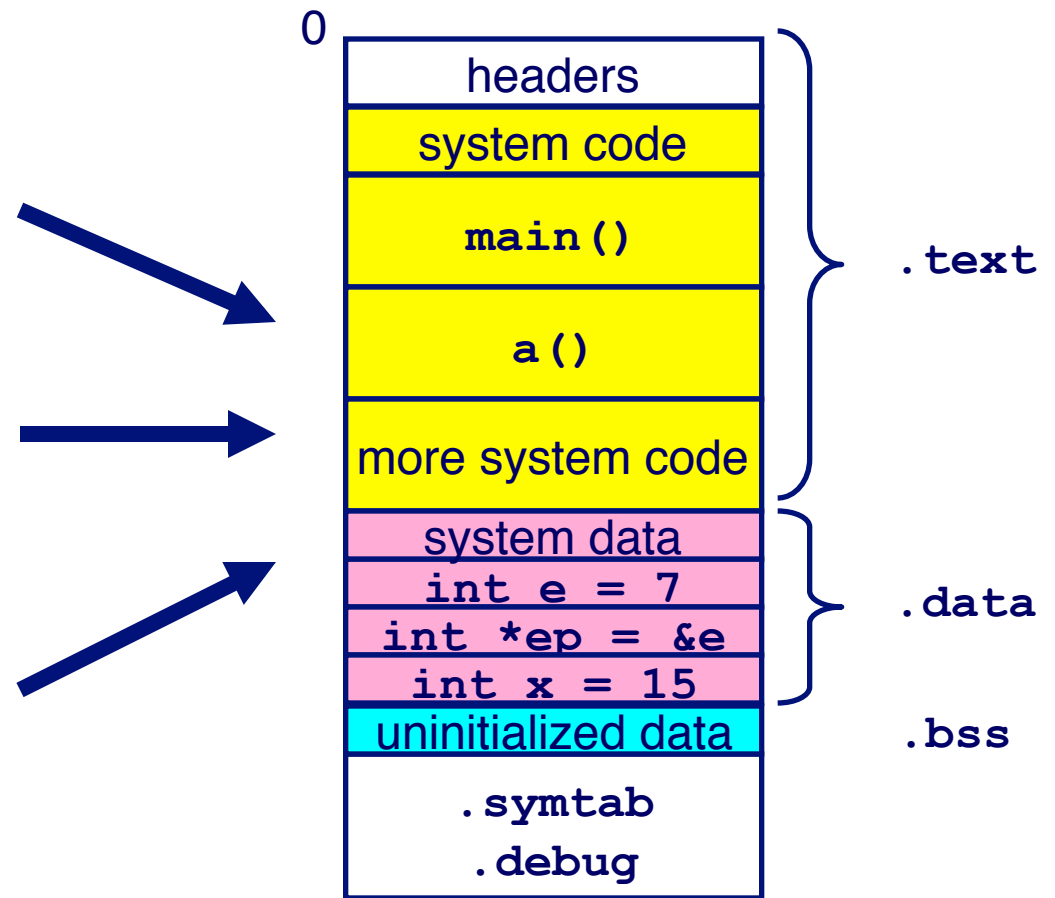 0
headers
system code
main()
a()
more system code
.text
system data
int e = 7
int *ep = &e
int x = 15
.data
uninitialized data
.bss
.symtab
.debug